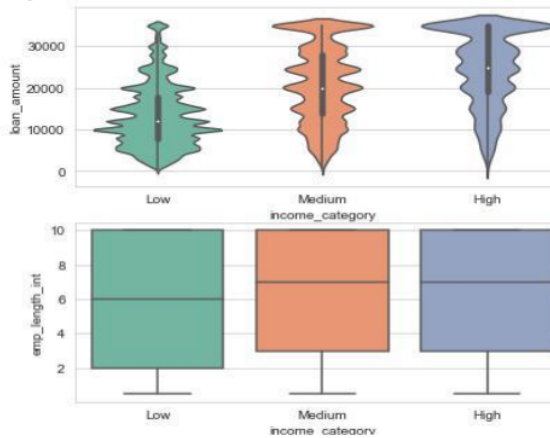 30000
loan_amount
20000
10000
0
Low Medium High
income_category
10
8
emp_length_int
6
4
2
Low Medium High
income_category